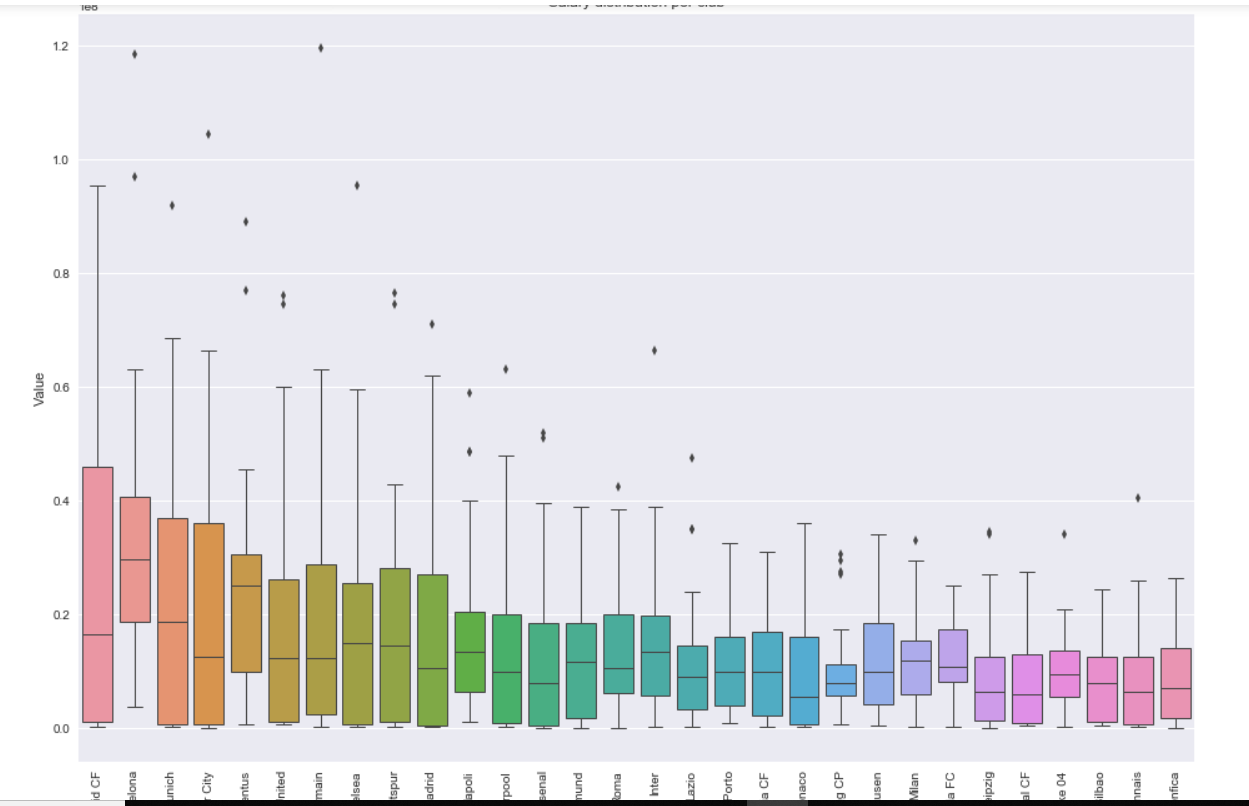 1e8
Salary distribution per club
1.2
1.0
0.8
0.6
0.4
0.2
0.0
Value
id CF
elona
unich
r City
entus
United
main
elsea
tspur
adrid
apoli
rpool
senal
mund
Roma
Inter
Lazio
Porto
a CF
naco
g CP
usen
Milan
a FC
eipzig
al CF
ke 04
Bilbao
nnais
nfica